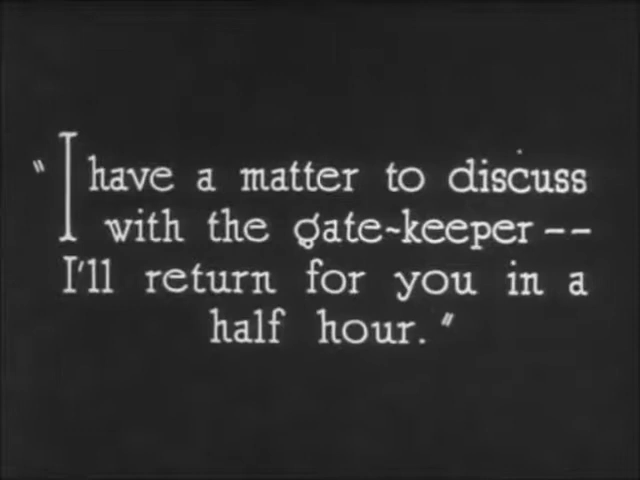 "I have a matter to discuss
with the gate-keeper--
I'll return for you in a
half hour."